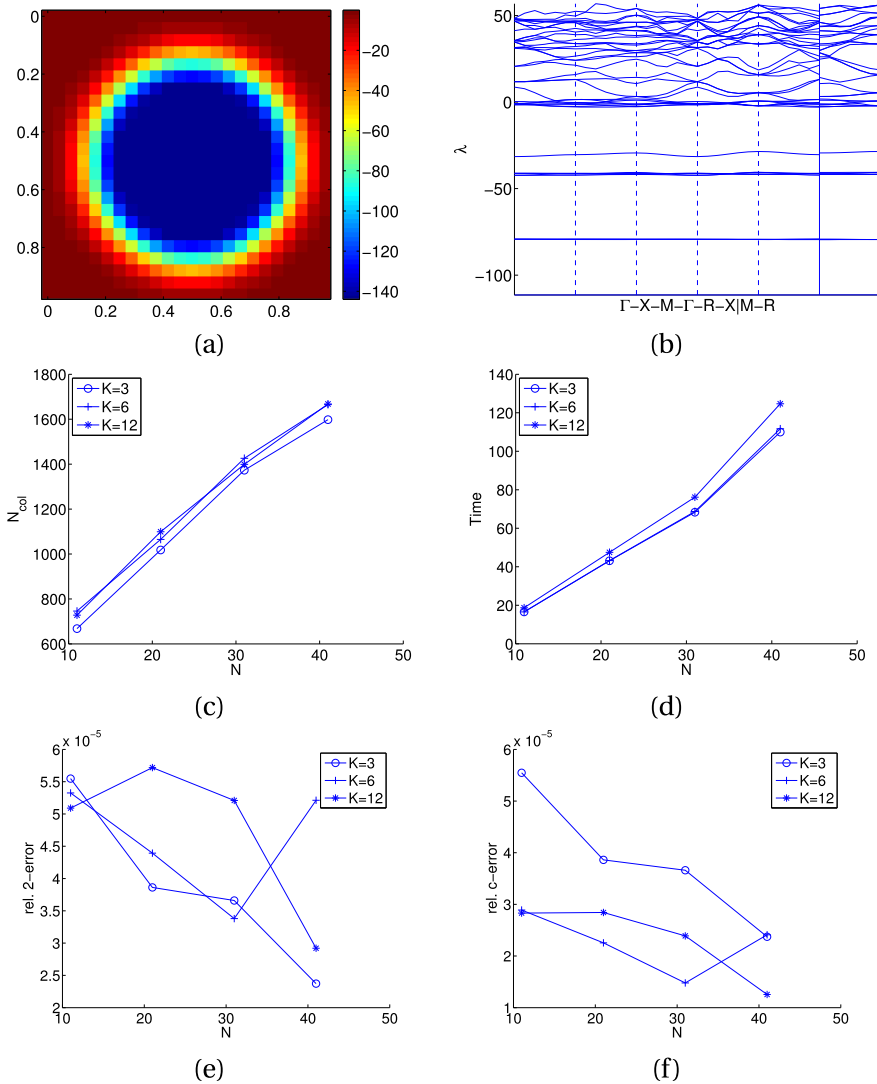 0
0.2
0.4
0.6
0.8
0 0.2 0.4 0.6 0.8
−20
−40
−60
−80
−100
−120
−140
(a)
λ
50
0
−50
−100
Γ−X−M−Γ−R−X|M−R
(b)
1800
1600
1400
1200
1000
800
600
N_col
K=3
K=6
K=12
10 20 30 40 50
N
(c)
140
120
100
80
60
40
20
0
Time
K=3
K=6
K=12
10 20 30 40 50
N
(d)
x 10^−5
6
5.5
5
4.5
4
3.5
3
2.5
2
rel. 2−error
K=3
K=6
K=12
10 20 30 40 50
N
(e)
x 10^−5
6
5
4
3
2
1
rel. c−error
K=3
K=6
K=12
10 20 30 40 50
N
(f)